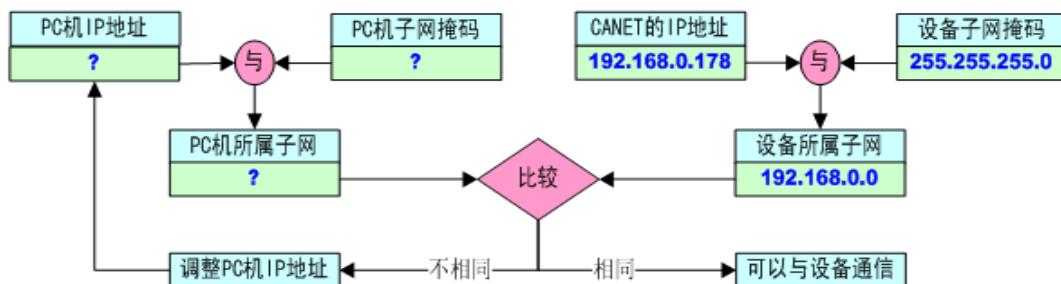 PC机IP地址
?
与
PC机子网掩码
?
CANET的IP地址
192.168.0.178
与
设备子网掩码
255.255.255.0
PC机所属子网
?
比较
设备所属子网
192.168.0.0
调整PC机IP地址
不相同
相同
可以与设备通信